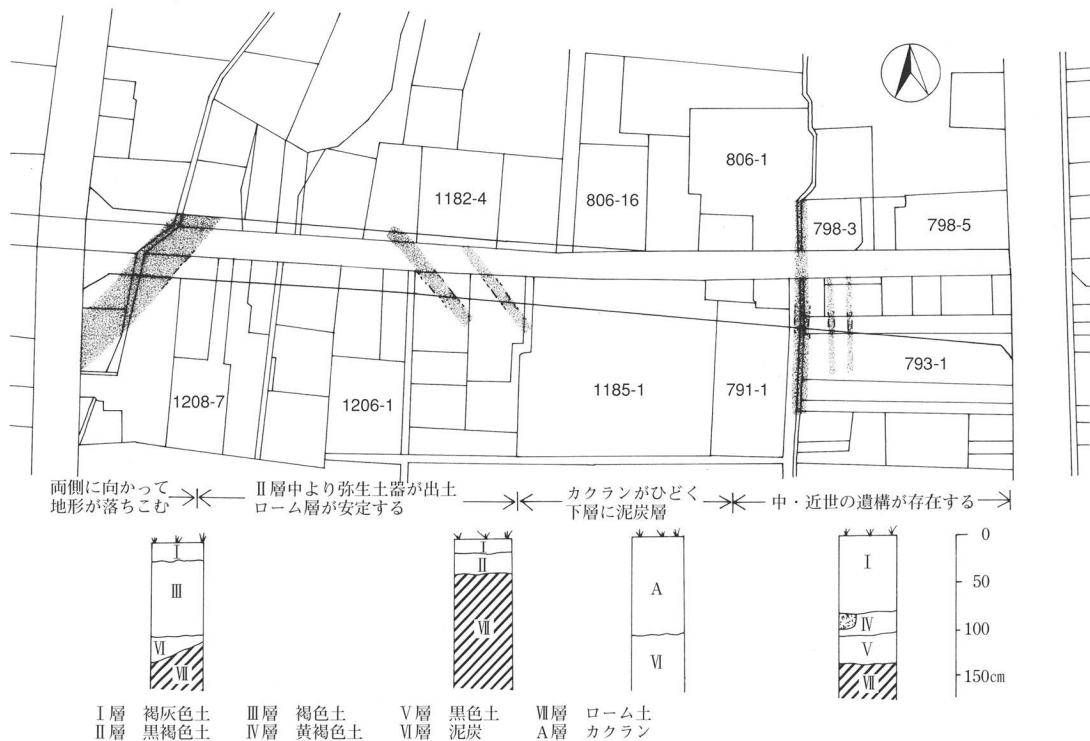 806-1
1182-4
806-16
798-3
798-5
793-1
1185-1
791-1
1208-7
1206-1
両側に向かって
地形が落ちこむ
Ⅱ層中より弥生土器が出土
ローム層が安定する
カクランがひどく
下層に泥炭層
中・近世の遺構が存在する
Ⅰ
Ⅲ
Ⅵ
Ⅶ
Ⅰ
Ⅱ
Ⅶ
A
Ⅵ
Ⅰ
Ⅳ
Ⅴ
Ⅶ
0
50
100
150cm
Ⅰ層 褐灰色土 Ⅲ層 褐色土 Ⅴ層 黒色土 Ⅶ層 ローム土
Ⅱ層 黒褐色土 Ⅳ層 黄褐色土 Ⅵ層 泥炭 A層 カクラン